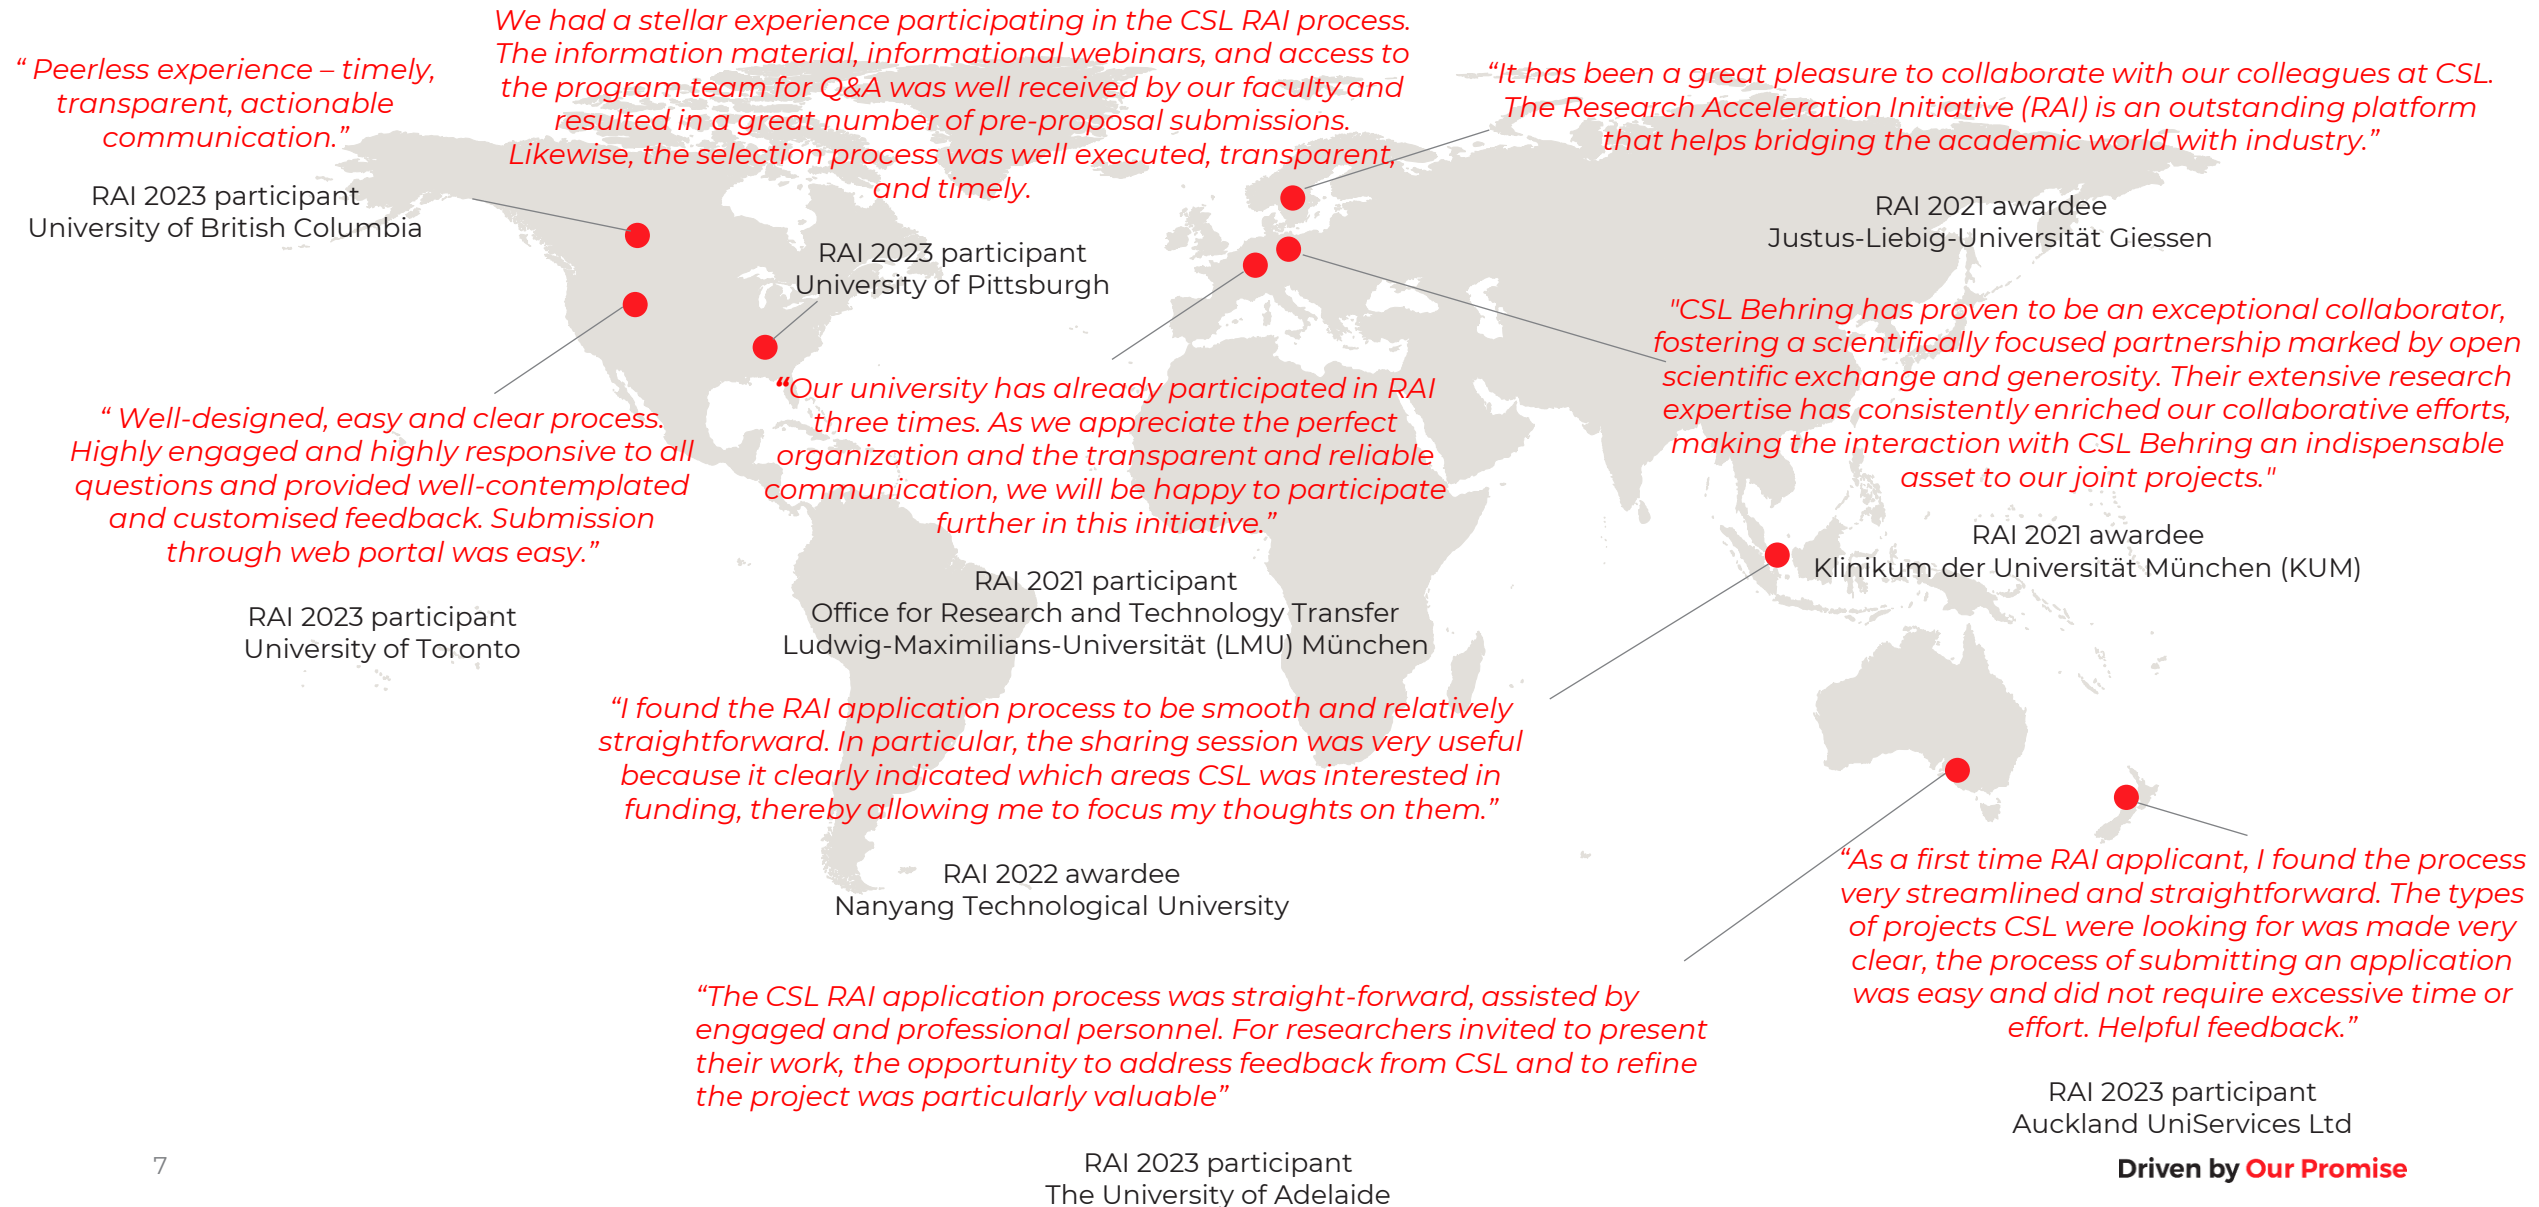 “ Peerless experience – timely,
transparent, actionable
communication.”
RAI 2023 participant
University of British Columbia
We had a stellar experience participating in the CSL RAI process.
The information material, informational webinars, and access to
the program team for Q&A was well received by our faculty and
resulted in a great number of pre-proposal submissions.
Likewise, the selection process was well executed, transparent,
and timely.
RAI 2023 participant
University of Pittsburgh
“It has been a great pleasure to collaborate with our colleagues at CSL.
The Research Acceleration Initiative (RAI) is an outstanding platform
that helps bridging the academic world with industry.”
RAI 2021 awardee
Justus-Liebig-Universität Giessen
“ Well-designed, easy and clear process.
Highly engaged and highly responsive to all
questions and provided well-contemplated
and customised feedback. Submission
through web portal was easy.”
RAI 2023 participant
University of Toronto
“Our university has already participated in RAI
three times. As we appreciate the perfect
organization and the transparent and reliable
communication, we will be happy to participate
further in this initiative.”
RAI 2021 participant
Office for Research and Technology Transfer
Ludwig-Maximilians-Universität (LMU) München
"CSL Behring has proven to be an exceptional collaborator,
fostering a scientifically focused partnership marked by open
scientific exchange and generosity. Their extensive research
expertise has consistently enriched our collaborative efforts,
making the interaction with CSL Behring an indispensable
asset to our joint projects."
RAI 2021 awardee
Klinikum der Universität München (KUM)
“I found the RAI application process to be smooth and relatively
straightforward. In particular, the sharing session was very useful
because it clearly indicated which areas CSL was interested in
funding, thereby allowing me to focus my thoughts on them.”
RAI 2022 awardee
Nanyang Technological University
“As a first time RAI applicant, I found the process
very streamlined and straightforward. The types
of projects CSL were looking for was made very
clear, the process of submitting an application
was easy and did not require excessive time or
effort. Helpful feedback.”
RAI 2023 participant
Auckland UniServices Ltd
“The CSL RAI application process was straight-forward, assisted by
engaged and professional personnel. For researchers invited to present
their work, the opportunity to address feedback from CSL and to refine
the project was particularly valuable”
RAI 2023 participant
The University of Adelaide
7
Driven by Our Promise